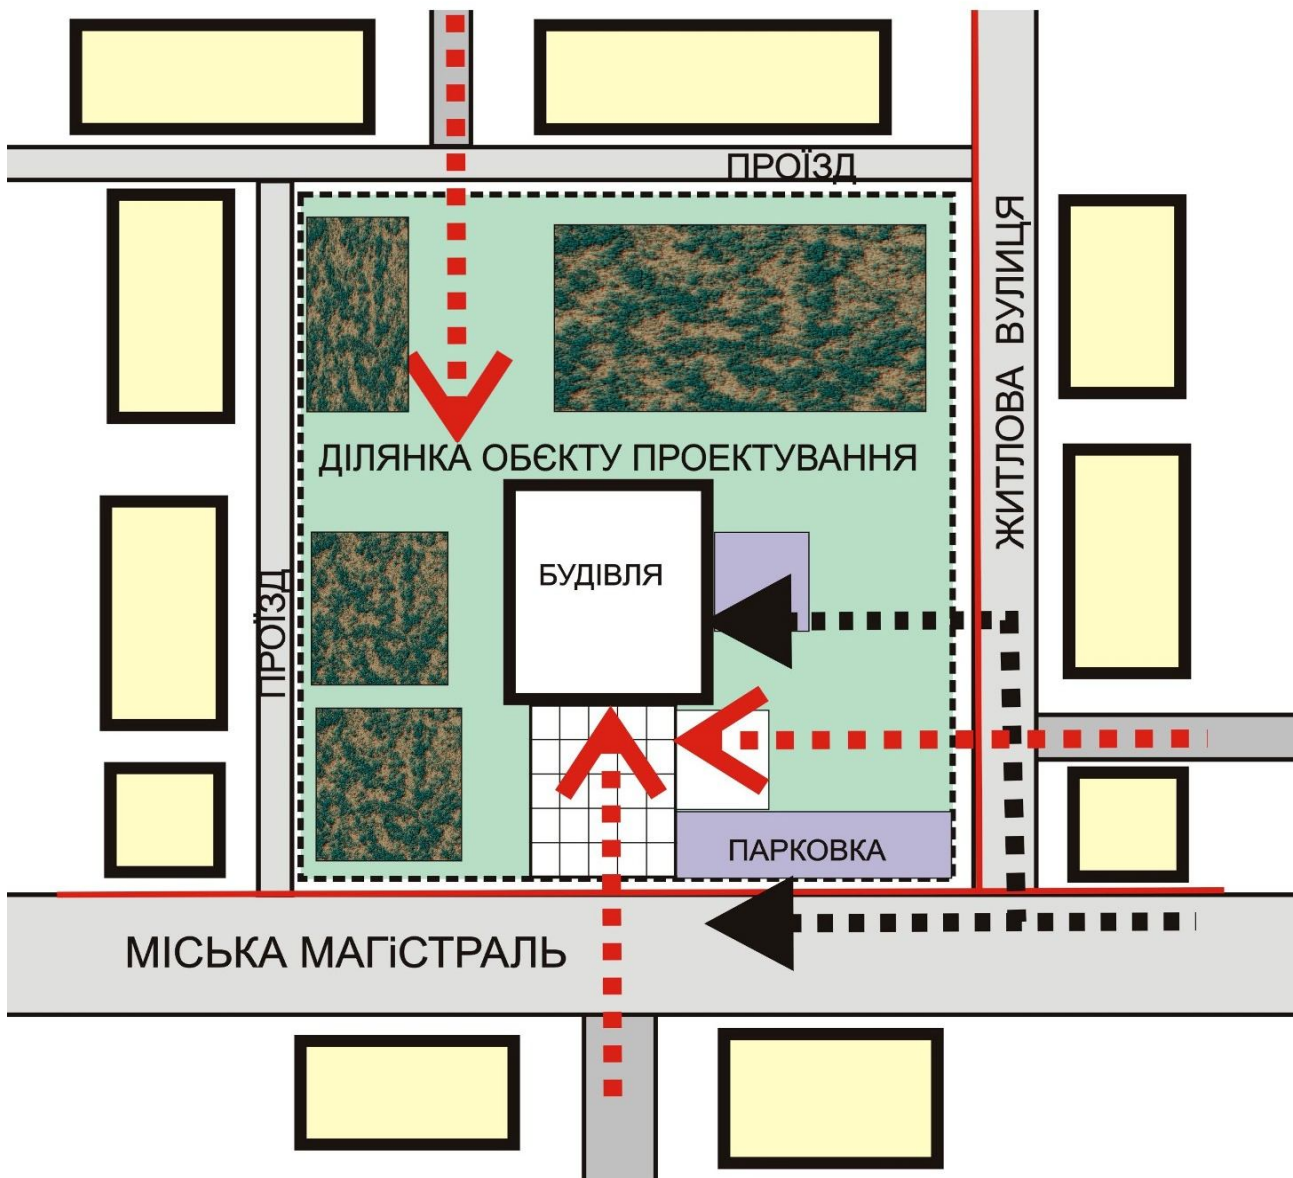 ПРОЇЗД
ЖИТЛОВА ВУЛИЦЯ
ДІЛЯНКА ОБЄКТУ ПРОЕКТУВАННЯ
БУДІВЛЯ
ПРОЇЗД
ПАРКОВКА
МІСЬКА МАГіСТРАЛЬ